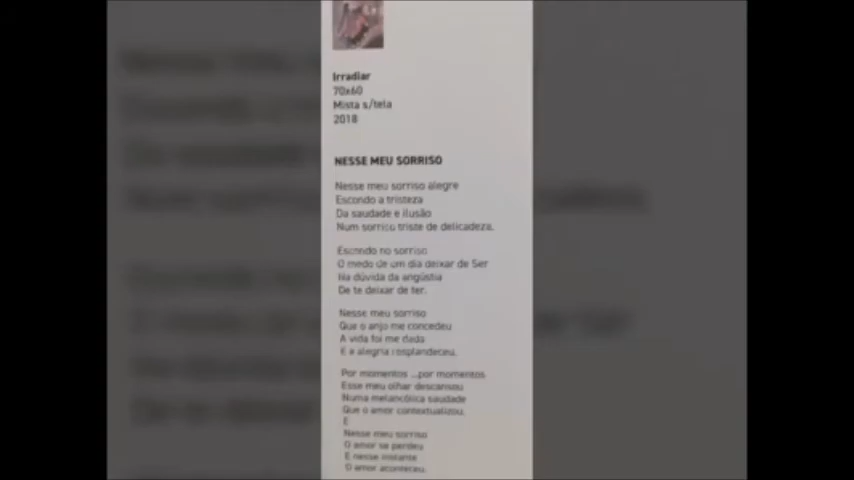 Irradiar
70x60
Mista s/tela
2018
NESSE MEU SORRISO
Nesse meu sorriso alegre
Escondo a tristeza
Da saudade e ilusão
Num sorriso triste de delicadeza.
Escondo no sorriso
O medo de um dia deixar de Ser
Na dúvida da angústia
De te deixar de ter.
Nesse meu sorriso
Que o anjo me concedeu
A vida foi me dada
E a alegria resplandeceu.
Por momentos ...por momentos
Esse meu olhar descansou
Numa melancólica saudade
Que o amor contextualizou.
E
Nesse meu sorriso
O amor se perdeu
E nesse instante
O amor aconteceu.